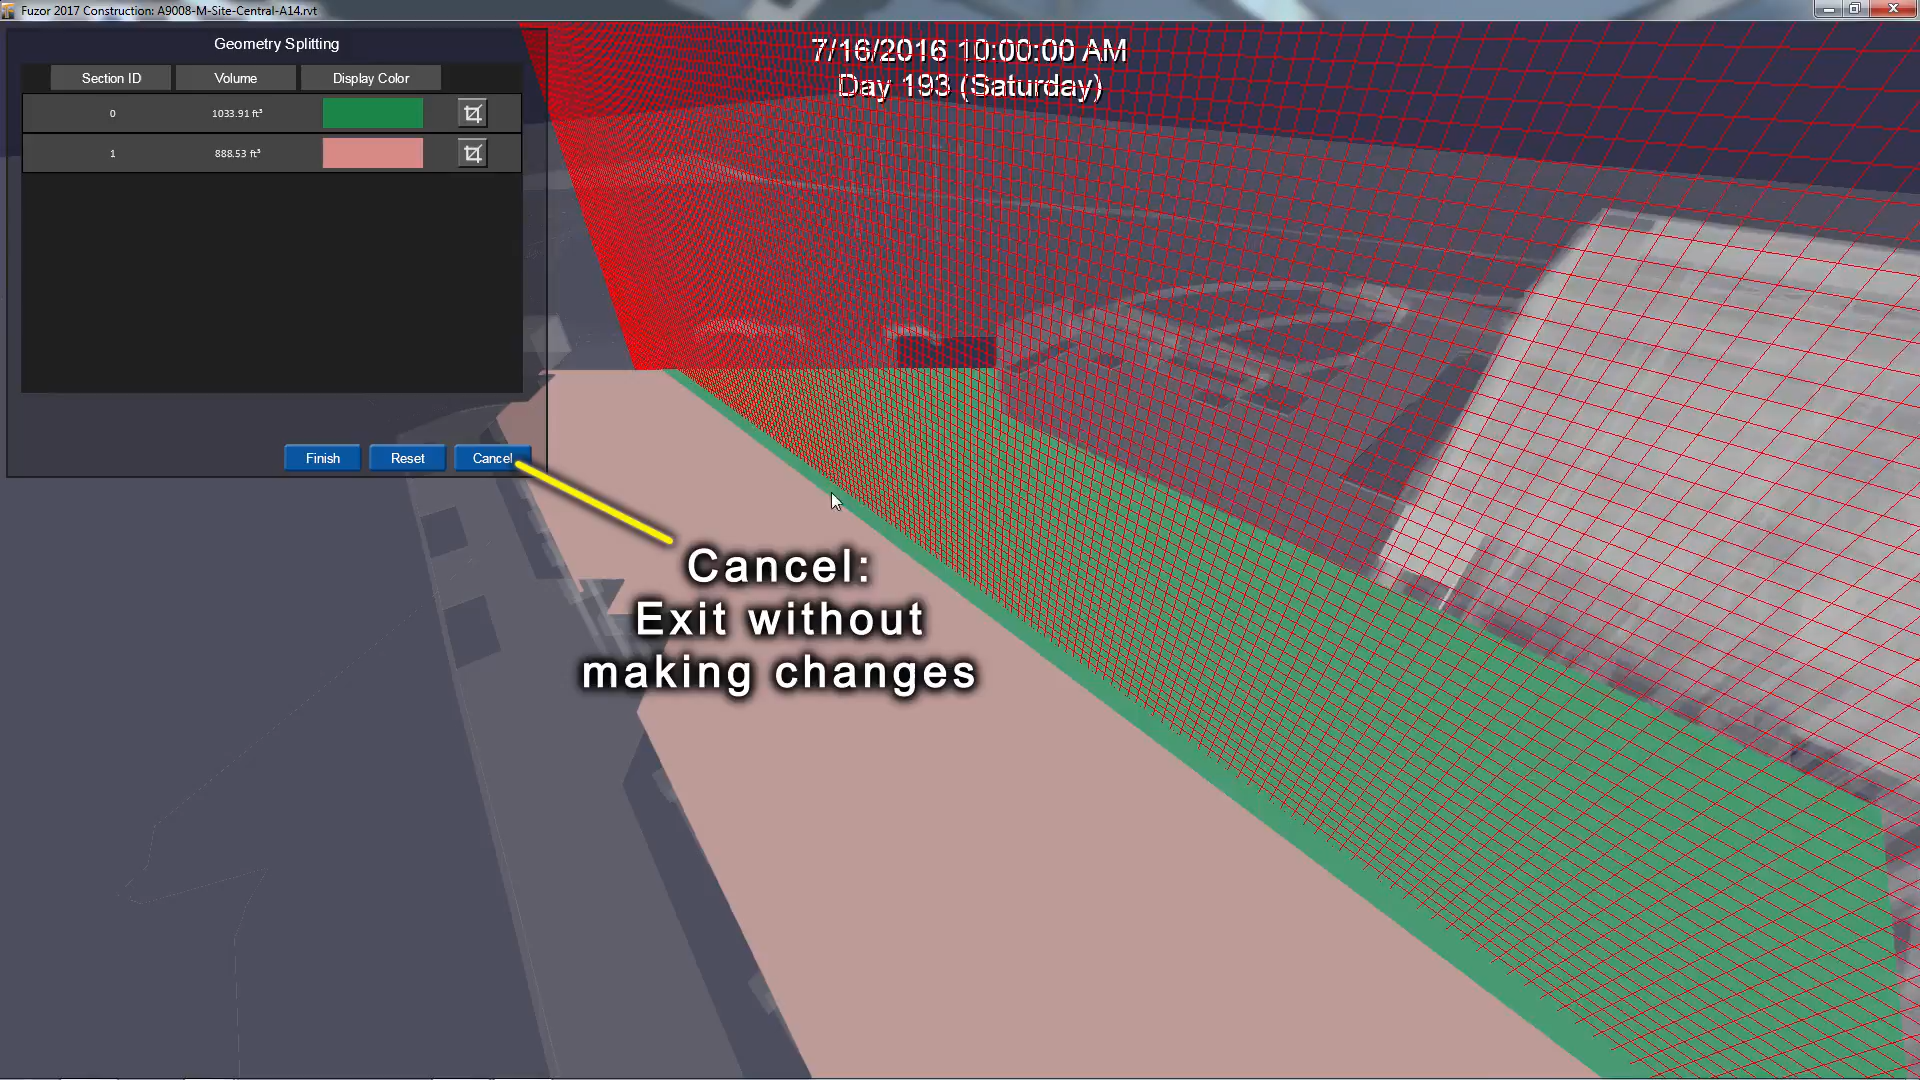 Fuzor 2017 Construction: A9008-M-Site-Central-A14.rvt
Geometry Splitting
Section ID Volume Display Color
0 1033.91 ft³
1 888.53 ft³
Finish Reset Cancel
7/16/2016 10:00:00 AM
Day 193 (Saturday)
Cancel:
Exit without
making changes